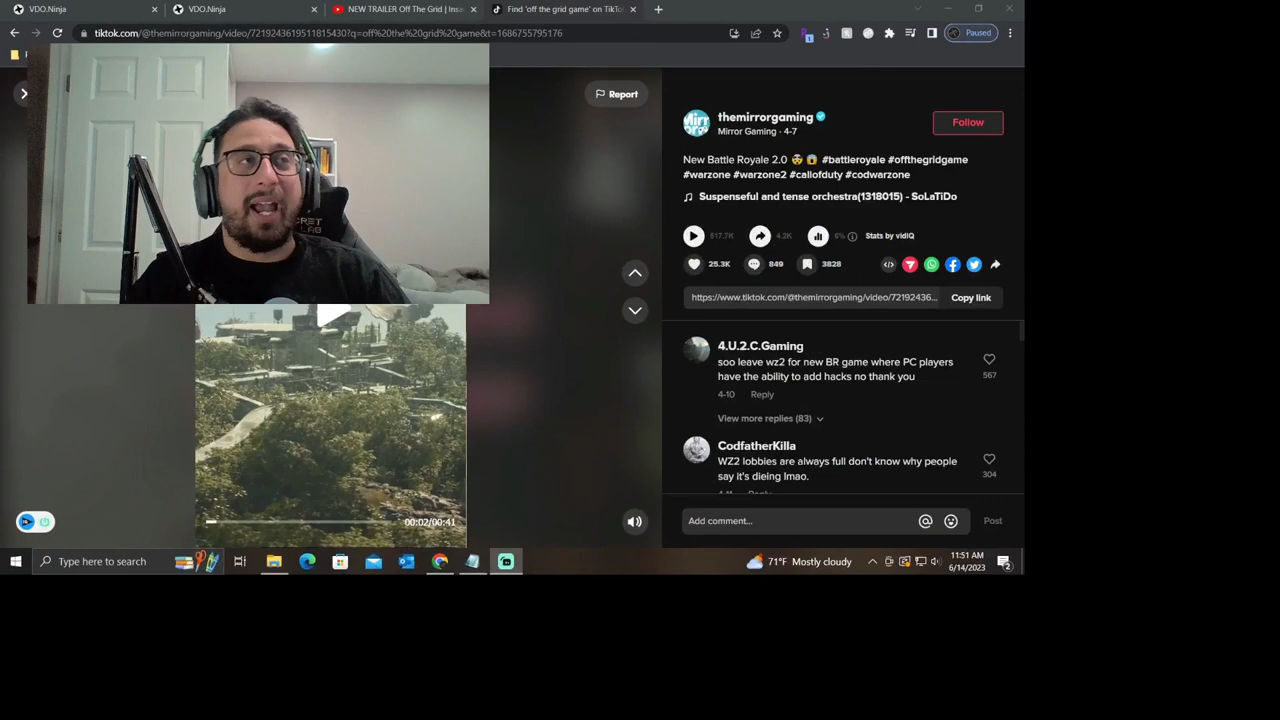 VDO.Ninja
VDO.Ninja
NEW TRAILER Off The Grid | Insa
Find 'off the grid game' on TikTo
tiktok.com/@themirrorgaming/video/7219243619511815430?q=off%20the%20grid%20game&t=1686755795176
Paused
Report
themirrorgaming
Mirror Gaming · 4-7
Follow
New Battle Royale 2.0 🤯 😱 #battleroyale #offthegridgame
#warzone #warzone2 #callofduty #codwarzone
Suspenseful and tense orchestra(1318015) - SoLaTiDo
517.7K
4.2K
6%
Stats by vidIQ
25.3K
849
3828
https://www.tiktok.com/@themirrorgaming/video/72192436...
Copy link
4.U.2.C.Gaming
soo leave wz2 for new BR game where PC players
have the ability to add hacks no thank you
567
4-10 Reply
View more replies (83)
CodfatherKilla
WZ2 lobbies are always full don't know why people
say it's dieing lmao.
304
Reply
00:02/00:41
Add comment...
Post
Type here to search
71°F Mostly cloudy
11:51 AM
6/14/2023
2